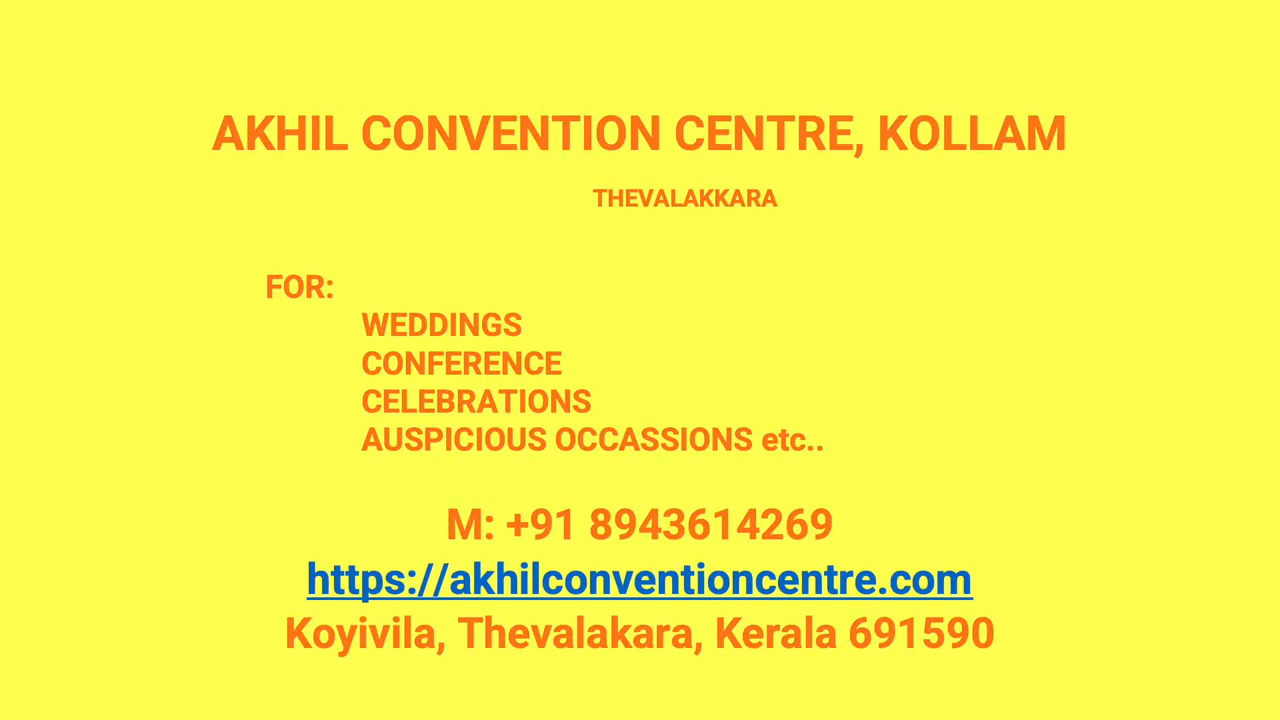 AKHIL CONVENTION CENTRE, KOLLAM
THEVALAKKARA
FOR:
WEDDINGS
CONFERENCE
CELEBRATIONS
AUSPICIOUS OCCASSIONS etc..
M: +91 8943614269
https://akhilconventioncentre.com
Koyivila, Thevalakara, Kerala 691590